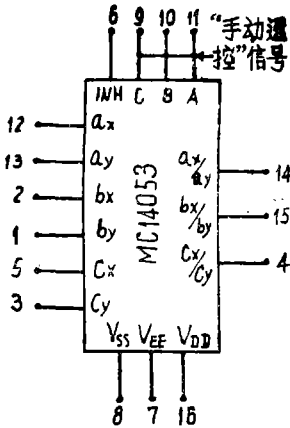 6 9 10 11 "手动遥
控"信号
INH C B A
12 ax
13 ay ax/ay 14
2 bx bx/by 15
1 by
5 Cx Cx/Cy 4
3 Cy
MC14053
VSS VEE VDD
8 7 16